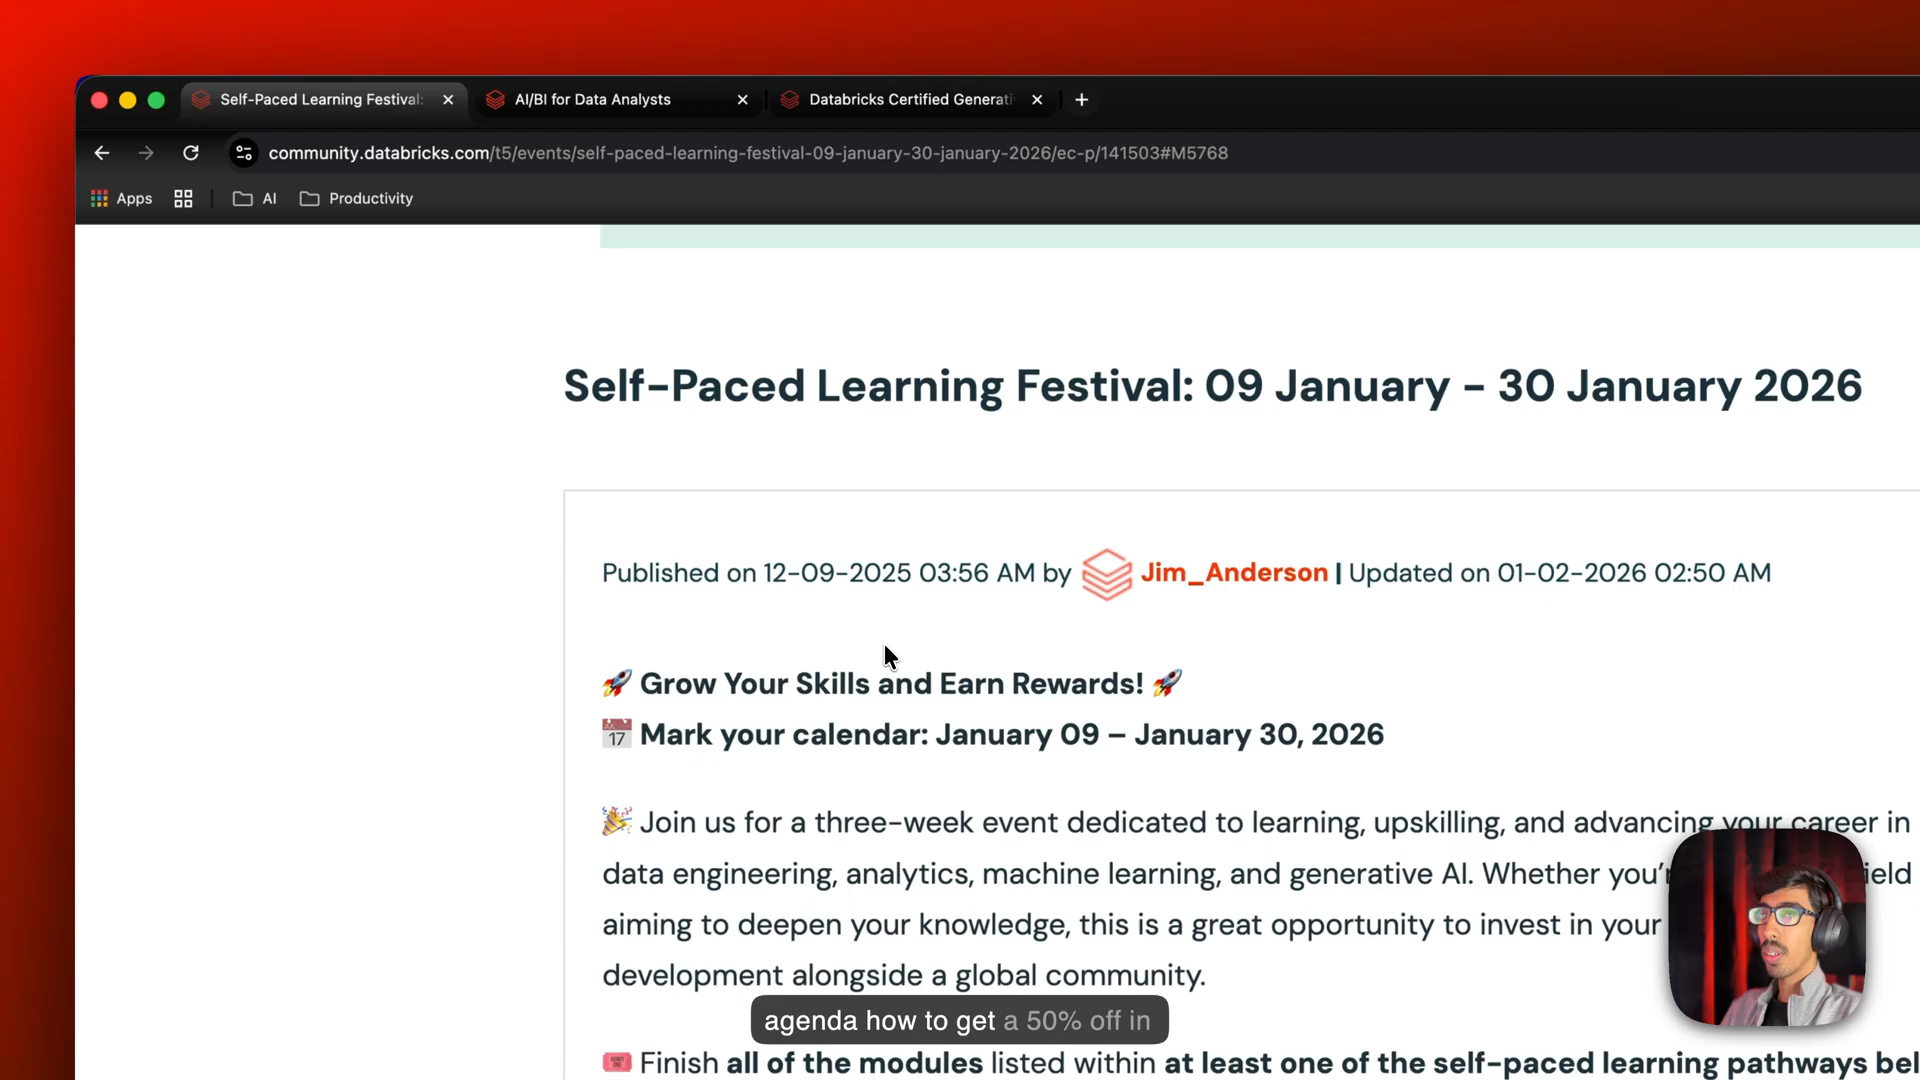 Self-Paced Learning Festival:
AI/BI for Data Analysts
Databricks Certified Generati
community.databricks.com/t5/events/self-paced-learning-festival-09-january-30-january-2026/ec-p/141503#M5768
Apps
AI
Productivity
Self-Paced Learning Festival: 09 January - 30 January 2026
Published on 12-09-2025 03:56 AM by Jim_Anderson | Updated on 01-02-2026 02:50 AM
🚀 Grow Your Skills and Earn Rewards! 🚀
📅 Mark your calendar: January 09 – January 30, 2026
🎉 Join us for a three-week event dedicated to learning, upskilling, and advancing your career in
data engineering, analytics, machine learning, and generative AI. Whether you'r ield
aiming to deepen your knowledge, this is a great opportunity to invest in your
development alongside a global community.
agenda how to get a 50% off in
🎟️ Finish all of the modules listed within at least one of the self-paced learning pathways bel